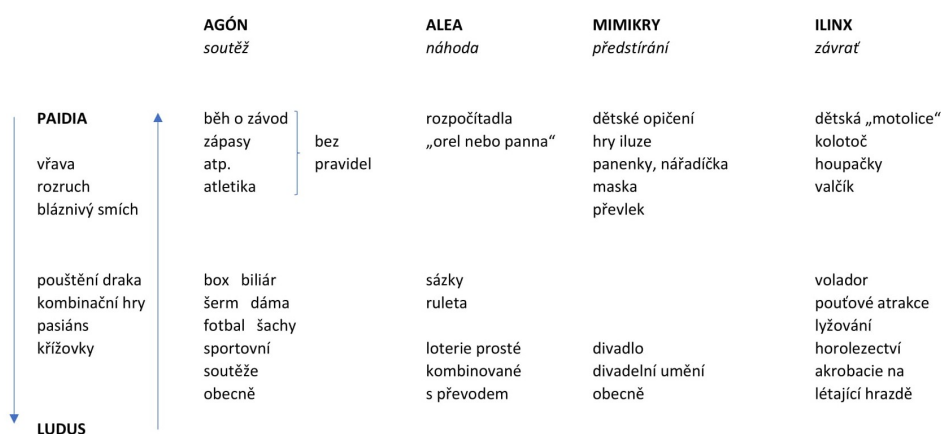 AGÓN ALEA MIMIKRY ILINX
soutěž náhoda předstírání závrať
PAIDIA běh o závod rozpočítadla dětské opičení dětská „motolice“
zápasy bez „orel nebo panna“ hry iluze kolotoč
vřava atp. pravidel panenky, nářadíčka houpačky
rozruch atletika maska valčík
bláznivý smích převlek
pouštění draka box biliár sázky volador
kombinační hry šerm dáma ruleta pouťové atrakce
pasiáns fotbal šachy lyžování
křížovky sportovní loterie prosté divadlo horolezectví
soutěže kombinované divadelní umění akrobacie na
obecně s převodem obecně létající hrazdě
LUDUS